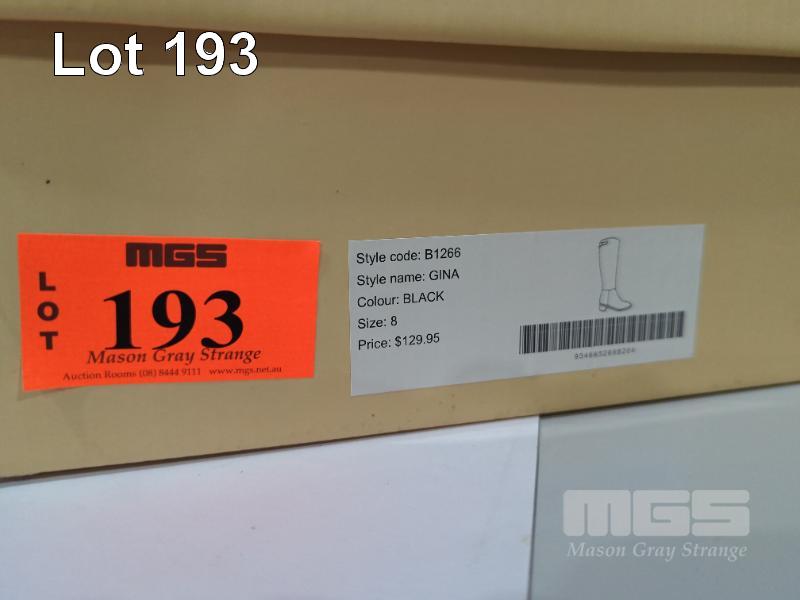 Lot 193
MGS
LOT
193
Mason Gray Strange
Auction Rooms (08) 8444 9111 www.mgs.net.au
Style code: B1266
Style name: GINA
Colour: BLACK
Size: 8
Price: $129.95
MGS
Mason Gray Strange